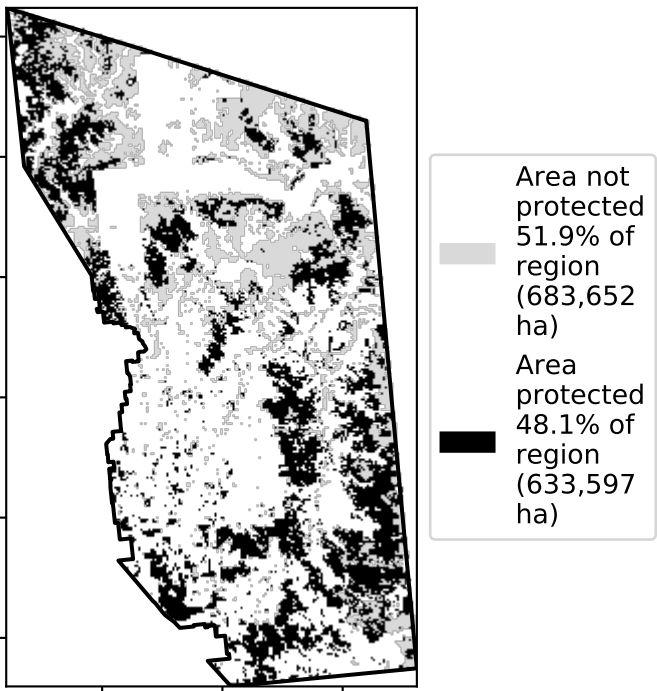 Area not
protected
51.9% of
region
(683,652
ha)
Area
protected
48.1% of
region
(633,597
ha)